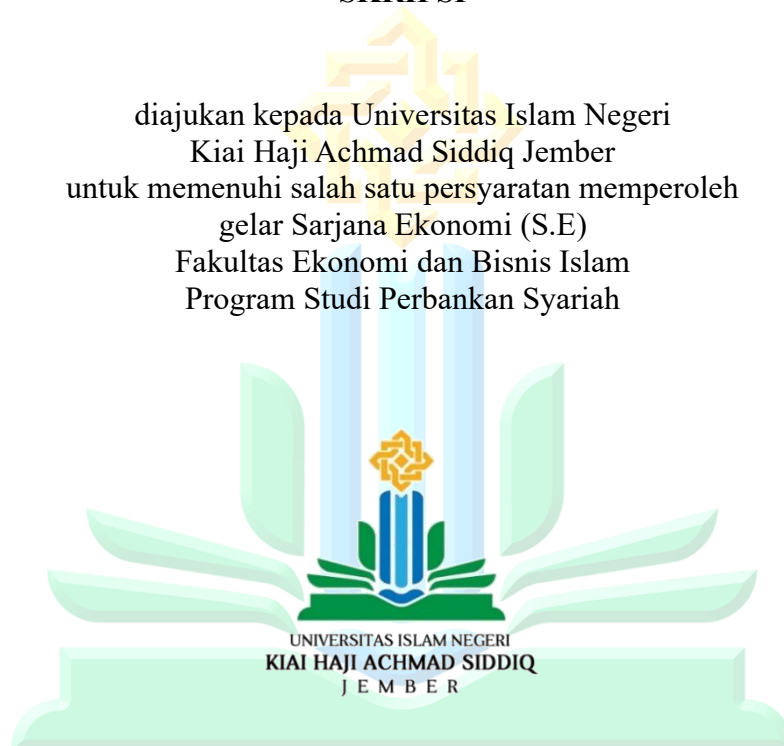 diajukan kepada Universitas Islam Negeri
Kiai Haji Achmad Siddiq Jember
untuk memenuhi salah satu persyaratan memperoleh
gelar Sarjana Ekonomi (S.E)
Fakultas Ekonomi dan Bisnis Islam
Program Studi Perbankan Syariah
UNIVERSITAS ISLAM NEGERI
KIAI HAJI ACHMAD SIDDIQ
JEMBER